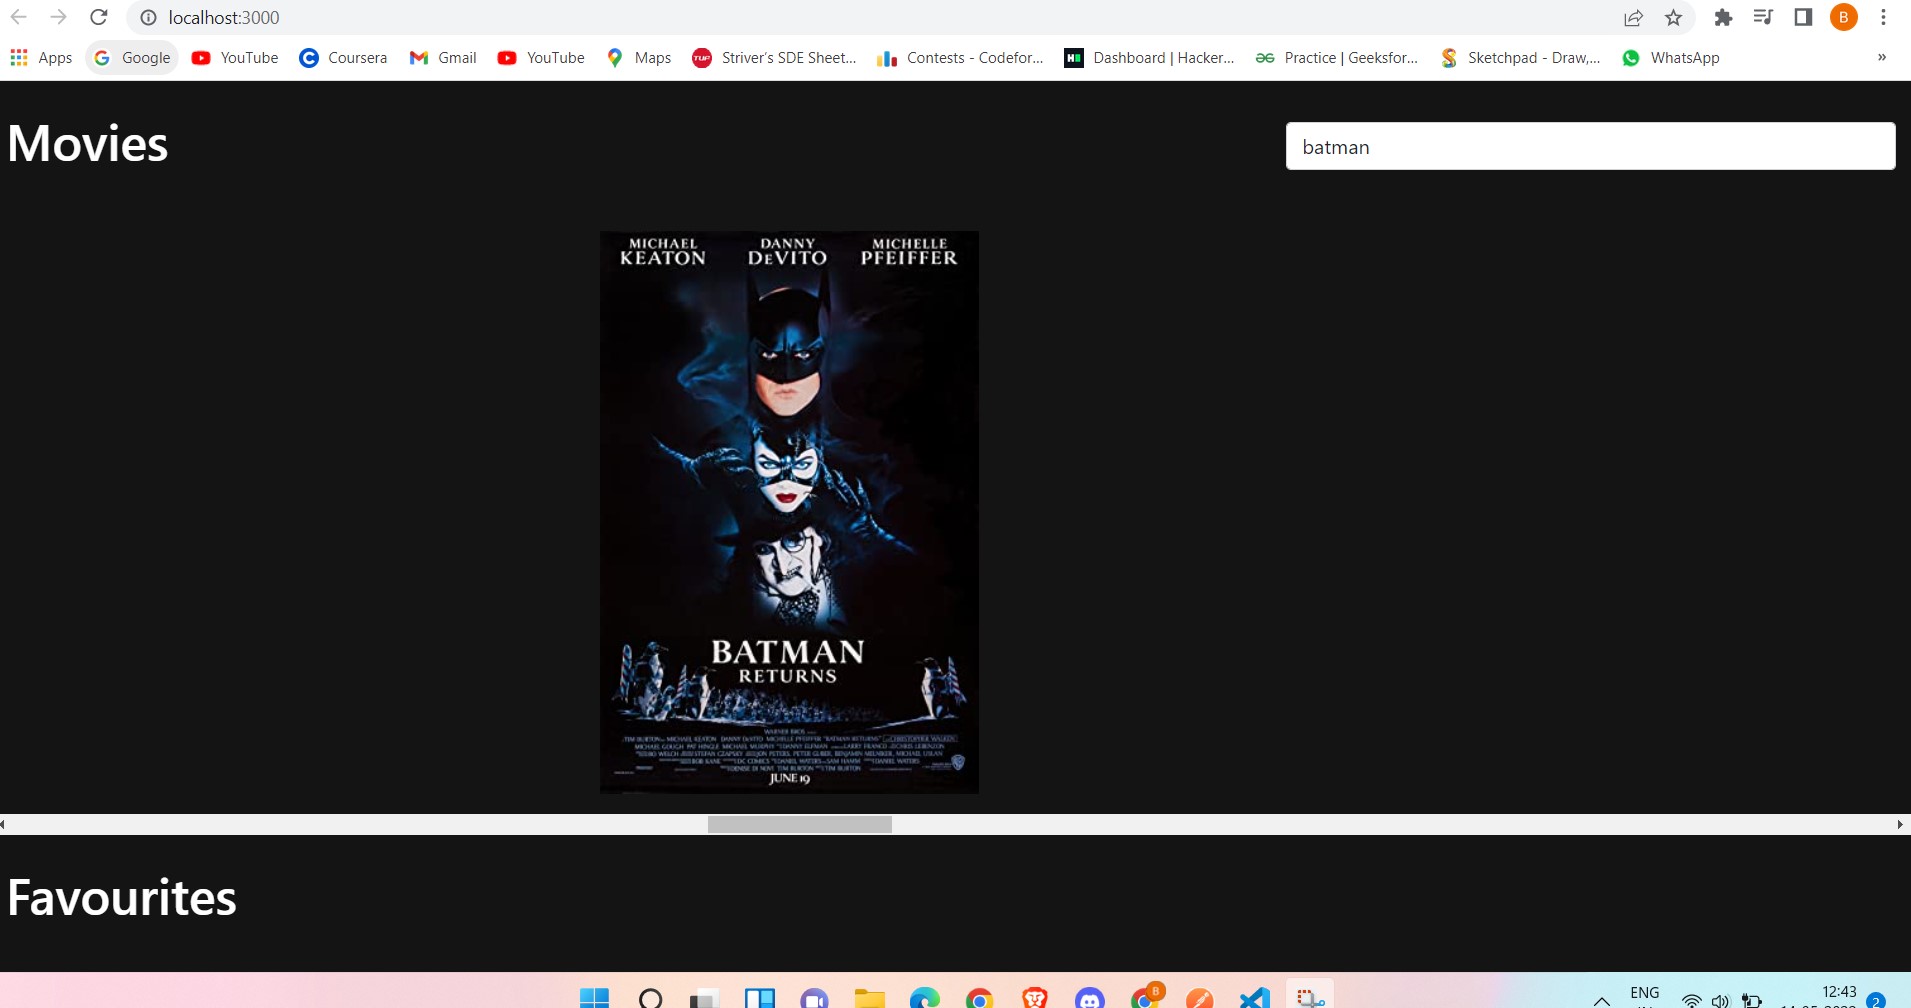 localhost:3000
B
Apps
Google
YouTube
Coursera
Gmail
YouTube
Maps
TUF
Striver's SDE Sheet...
Contests - Codefor...
Dashboard | Hacker...
Practice | Geeksfor...
Sketchpad - Draw,...
WhatsApp
»
Movies
batman
MICHAEL KEATON
DANNY DEVITO
MICHELLE PFEIFFER
BATMAN
RETURNS
JUNE 19
Favourites
B
ENG
12:43
2